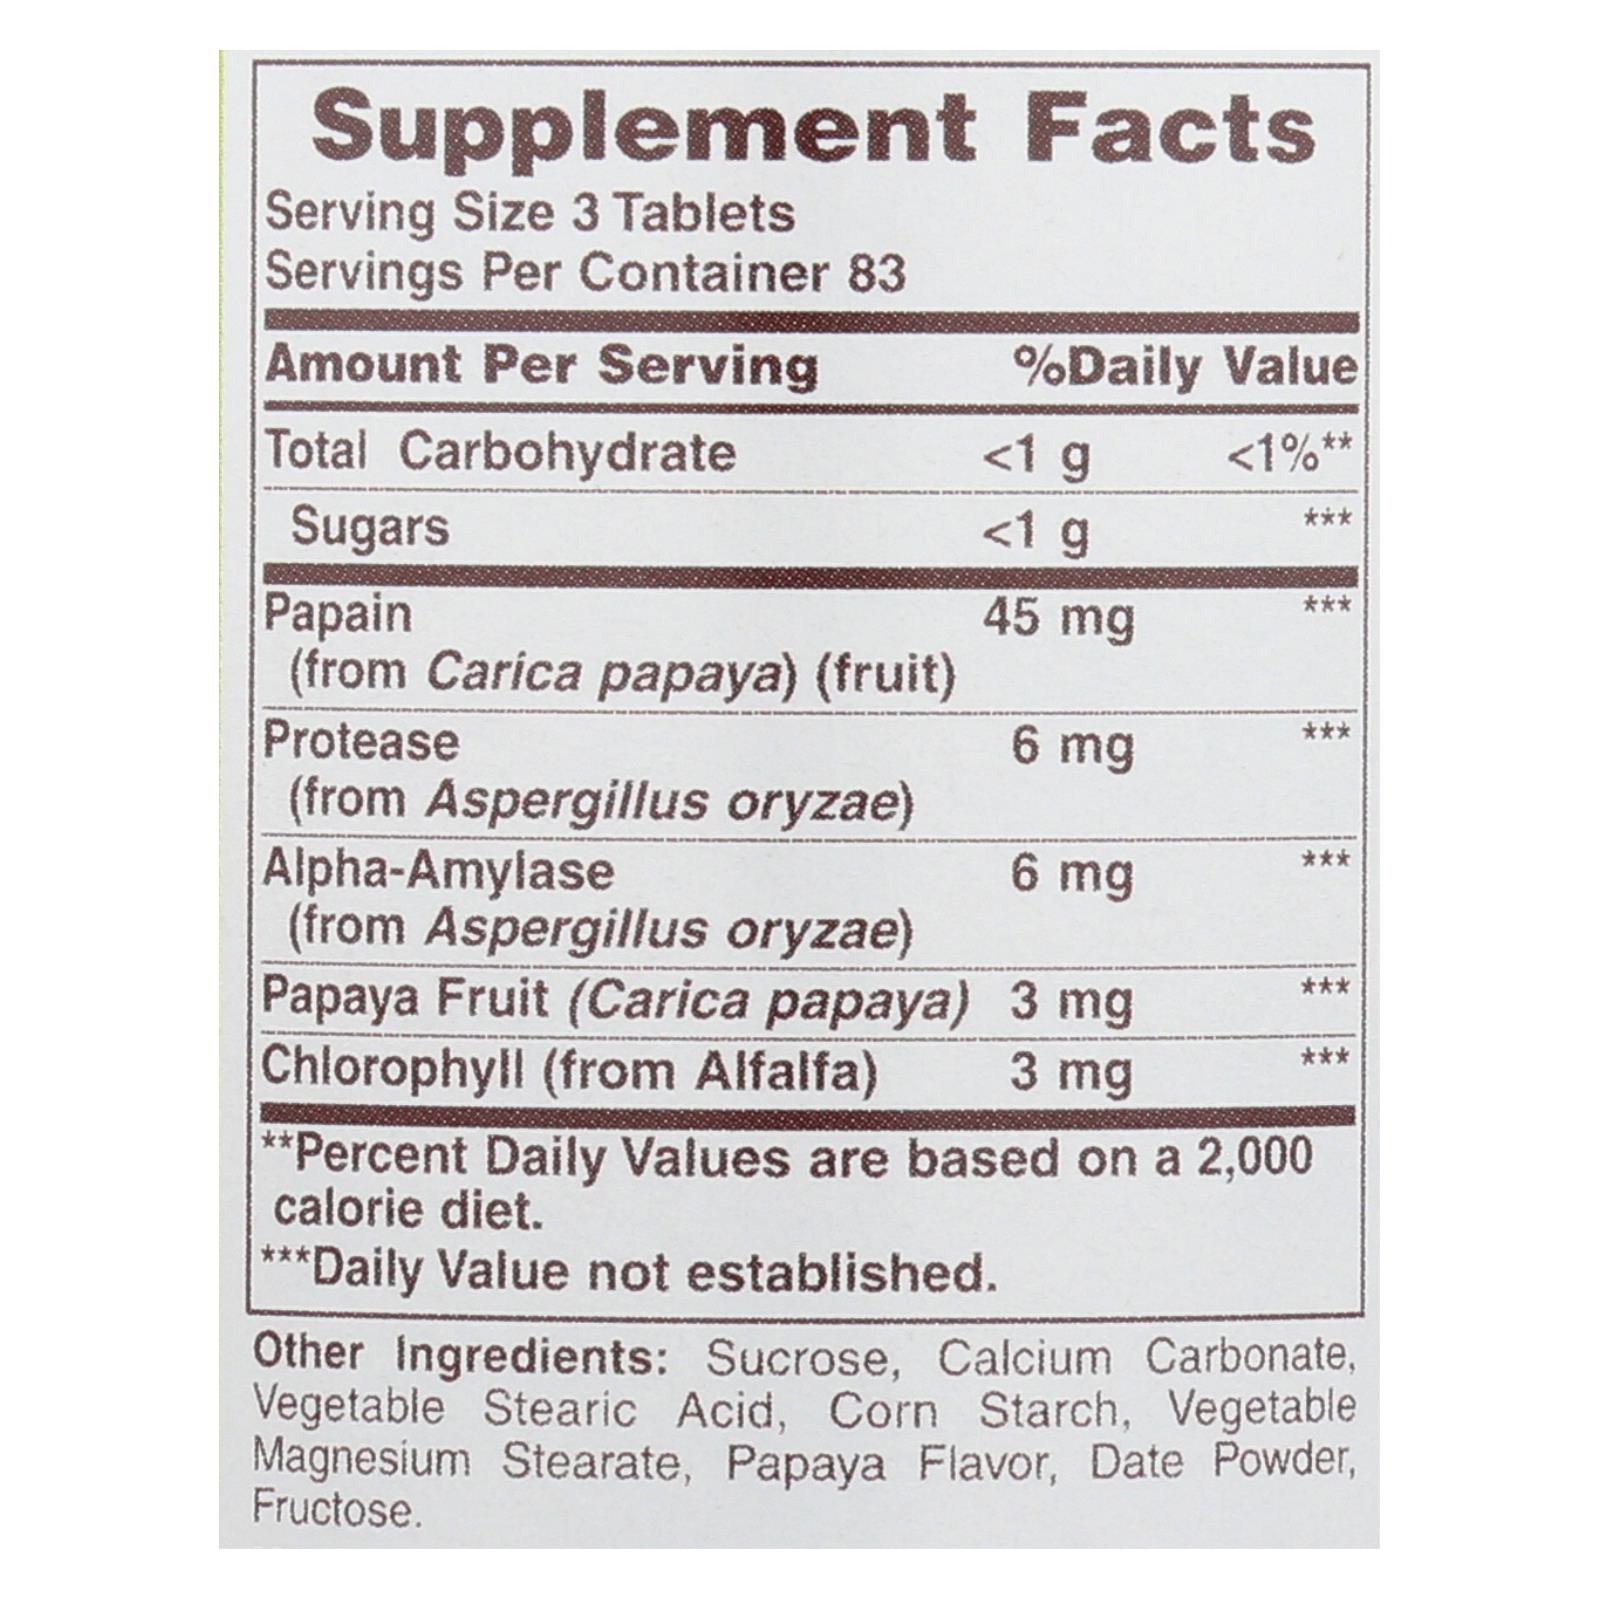 Supplement Facts
Serving Size 3 Tablets
Servings Per Container 83
Amount Per Serving %Daily Value
Total Carbohydrate <1 g <1%**
Sugars <1 g ***
Papain 45 mg ***
(from Carica papaya) (fruit)
Protease 6 mg ***
(from Aspergillus oryzae)
Alpha-Amylase 6 mg ***
(from Aspergillus oryzae)
Papaya Fruit (Carica papaya) 3 mg ***
Chlorophyll (from Alfalfa) 3 mg ***
**Percent Daily Values are based on a 2,000
calorie diet.
***Daily Value not established.
Other Ingredients: Sucrose, Calcium Carbonate,
Vegetable Stearic Acid, Corn Starch, Vegetable
Magnesium Stearate, Papaya Flavor, Date Powder,
Fructose.